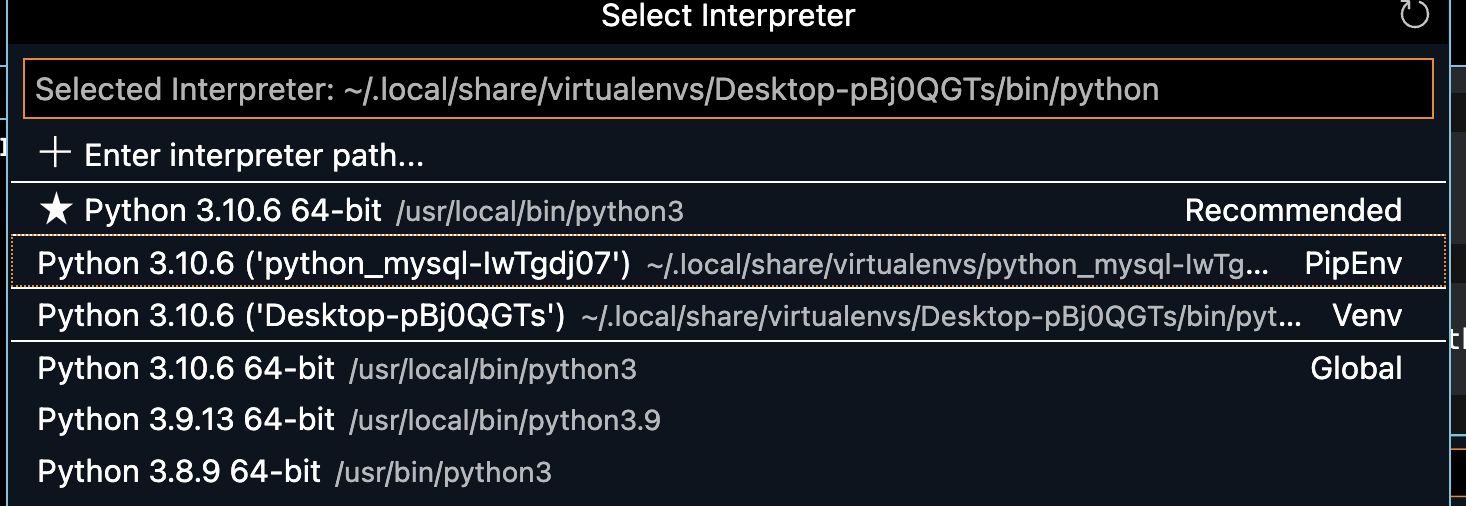 Select Interpreter
Selected Interpreter: ~/.local/share/virtualenvs/Desktop-pBj0QGTs/bin/python
+ Enter interpreter path...
★ Python 3.10.6 64-bit /usr/local/bin/python3 Recommended
Python 3.10.6 ('python_mysql-IwTgdj07') ~/.local/share/virtualenvs/python_mysql-IwTg... PipEnv
Python 3.10.6 ('Desktop-pBj0QGTs') ~/.local/share/virtualenvs/Desktop-pBj0QGTs/bin/pyt... Venv
Python 3.10.6 64-bit /usr/local/bin/python3 Global
Python 3.9.13 64-bit /usr/local/bin/python3.9
Python 3.8.9 64-bit /usr/bin/python3